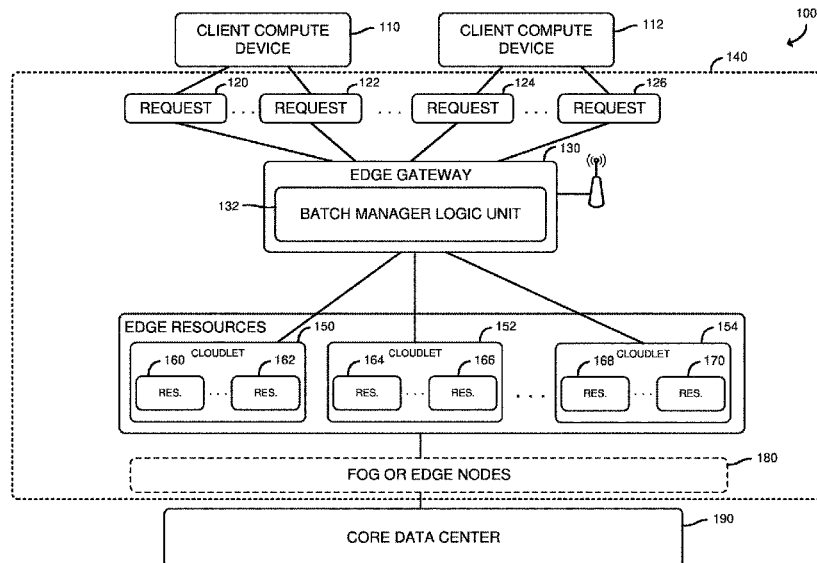 100
CLIENT COMPUTE
DEVICE
110
CLIENT COMPUTE
DEVICE
112
140
REQUEST
120
. . .
REQUEST
122
. . .
REQUEST
124
. . .
REQUEST
126
130
EDGE GATEWAY
132
BATCH MANAGER LOGIC UNIT
EDGE RESOURCES
150
CLOUDLET
160
RES.
. . .
162
RES.
152
CLOUDLET
164
RES.
. . .
166
RES.
. . .
154
CLOUDLET
168
RES.
. . .
170
RES.
180
FOG OR EDGE NODES
190
CORE DATA CENTER